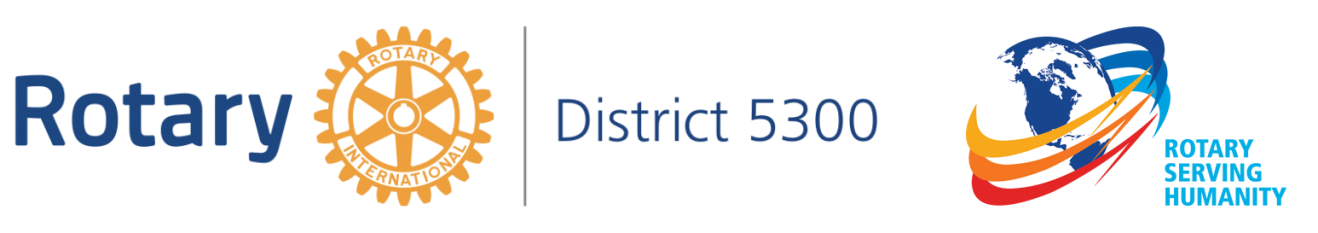 Rotary
ROTARY
INTERNATIONAL
District 5300
ROTARY
SERVING
HUMANITY